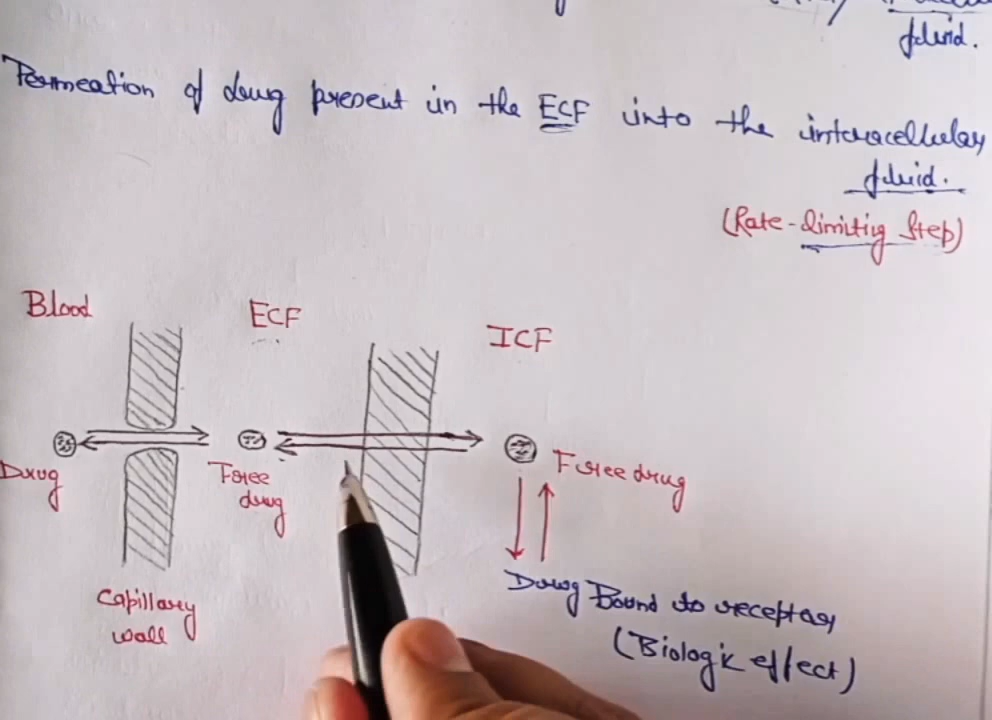 fluid.
Permeation of drug present in the ECF into the intracellular
fluid.
(Rate-limiting Step)
Blood
ECF
ICF
Drug
Free
drug
Free drug
Capillary
wall
Drug Bound to receptor
(Biologic effect)